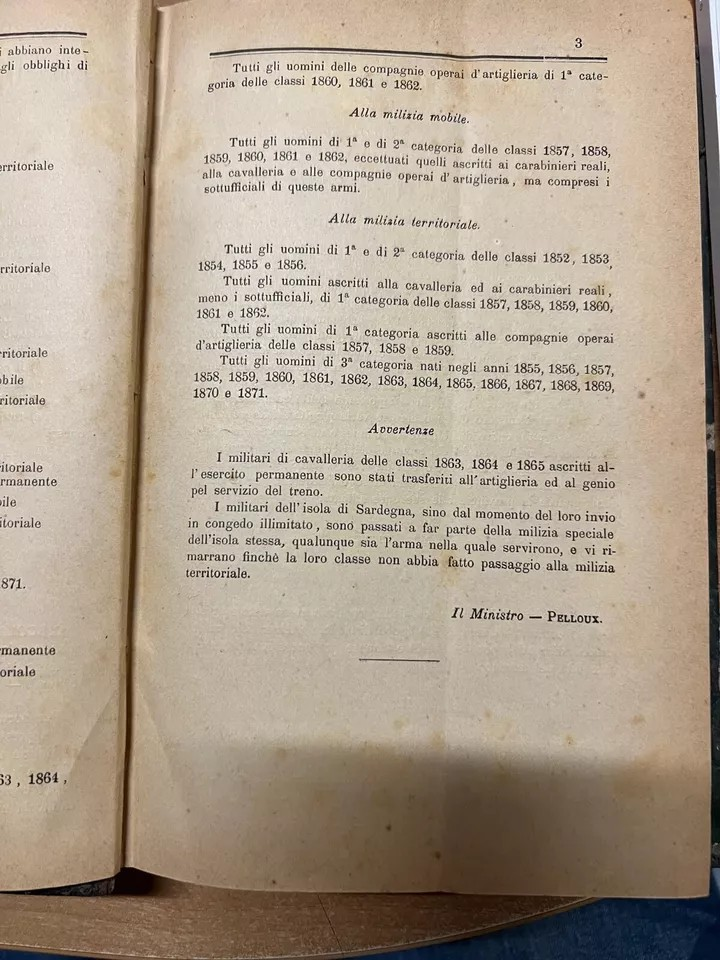 i abbiano inte-
gli obblighi di
erritoriale
rritoriale
ritoriale
obile
ritoriale
itoriale
rmanente
ile
itoriale
871.
manente
oriale
63, 1864,
3
Tutti gli uomini delle compagnie operai d'artiglieria di 1ª cate-
goria delle classi 1860, 1861 e 1862.
Alla milizia mobile.
Tutti gli uomini di 1ª e di 2ª categoria delle classi 1857, 1858,
1859, 1860, 1861 e 1862, eccettuati quelli ascritti ai carabinieri reali,
alla cavalleria e alle compagnie operai d'artiglieria, ma compresi i
sottufficiali di queste armi.
Alla milizia territoriale.
Tutti gli uomini di 1ª e di 2ª categoria delle classi 1852, 1853,
1854, 1855 e 1856.
Tutti gli uomini ascritti alla cavalleria ed ai carabinieri reali,
meno i sottufficiali, di 1ª categoria delle classi 1857, 1858, 1859, 1860,
1861 e 1862.
Tutti gli uomini di 1ª categoria ascritti alle compagnie operai
d'artiglieria delle classi 1857, 1858 e 1859.
Tutti gli uomini di 3ª categoria nati negli anni 1855, 1856, 1857,
1858, 1859, 1860, 1861, 1862, 1863, 1864, 1865, 1866, 1867, 1868, 1869,
1870 e 1871.
Avvertenze
I militari di cavalleria delle classi 1863, 1864 e 1865 ascritti al-
l'esercito permanente sono stati trasferiti all'artiglieria ed al genio
pel servizio del treno.
I militari dell'isola di Sardegna, sino dal momento del loro invio
in congedo illimitato, sono passati a far parte della milizia speciale
dell'isola stessa, qualunque sia l'arma nella quale servirono, e vi ri-
marrano finchè la loro classe non abbia fatto passaggio alla milizia
territoriale.
Il Ministro — PELLOUX.